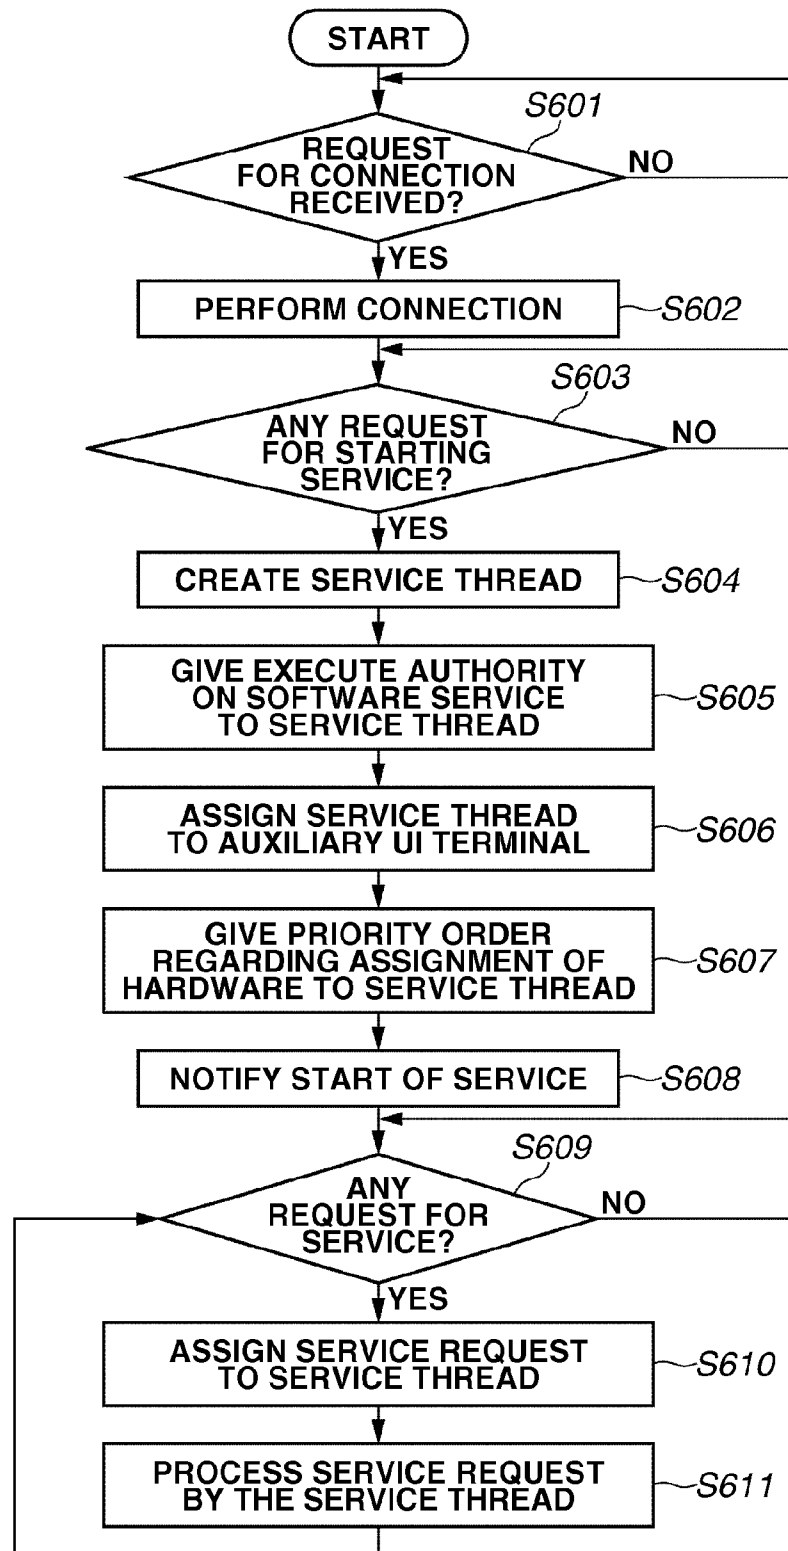 START
S601
REQUEST
FOR CONNECTION
RECEIVED?
NO
YES
PERFORM CONNECTION
S602
S603
ANY REQUEST
FOR STARTING
SERVICE?
NO
YES
CREATE SERVICE THREAD
S604
GIVE EXECUTE AUTHORITY
ON SOFTWARE SERVICE
TO SERVICE THREAD
S605
ASSIGN SERVICE THREAD
TO AUXILIARY UI TERMINAL
S606
GIVE PRIORITY ORDER
REGARDING ASSIGNMENT OF
HARDWARE TO SERVICE THREAD
S607
NOTIFY START OF SERVICE
S608
S609
ANY
REQUEST FOR
SERVICE?
NO
YES
ASSIGN SERVICE REQUEST
TO SERVICE THREAD
S610
PROCESS SERVICE REQUEST
BY THE SERVICE THREAD
S611